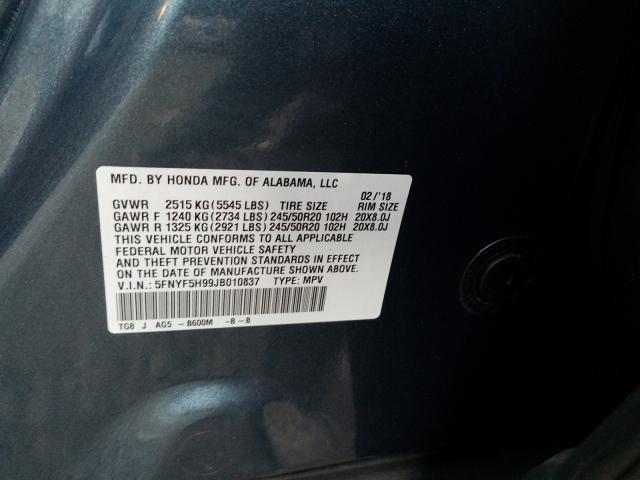 MFD. BY HONDA MFG. OF ALABAMA, LLC
02/'18
GVWR 2515 KG (5545 LBS) TIRE SIZE RIM SIZE
GAWR F 1240 KG (2734 LBS) 245/50R20 102H 20X8.0J
GAWR R 1325 KG (2921 LBS) 245/50R20 102H 20X8.0J
THIS VEHICLE CONFORMS TO ALL APPLICABLE
FEDERAL MOTOR VEHICLE SAFETY
AND THEFT PREVENTION STANDARDS IN EFFECT
ON THE DATE OF MANUFACTURE SHOWN ABOVE.
V.I.N.: 5FNYF5H99JB010837 TYPE: MPV
TG8 J AG5 -B600M -B-B